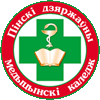 Пінскі дзяржаўны
медыцынскі каледж